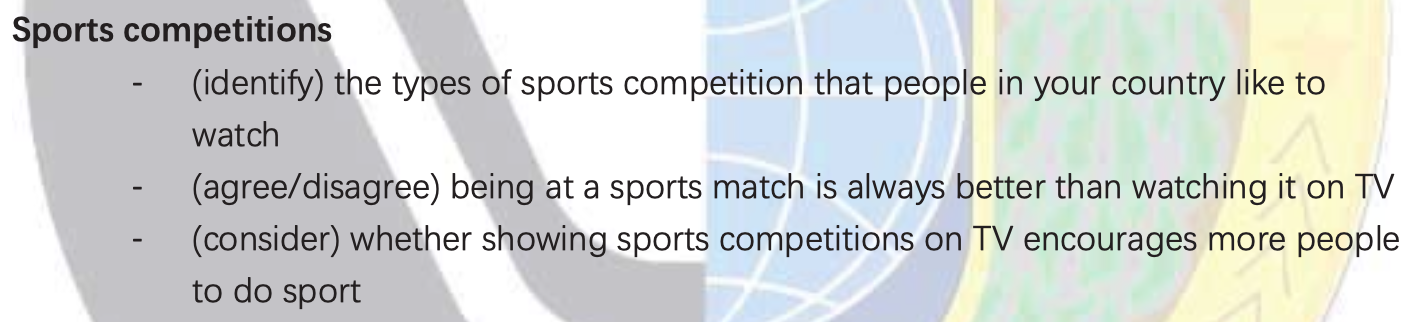 Sports competitions
- (identify) the types of sports competition that people in your country like to
watch
- (agree/disagree) being at a sports match is always better than watching it on TV
- (consider) whether showing sports competitions on TV encourages more people
to do sport